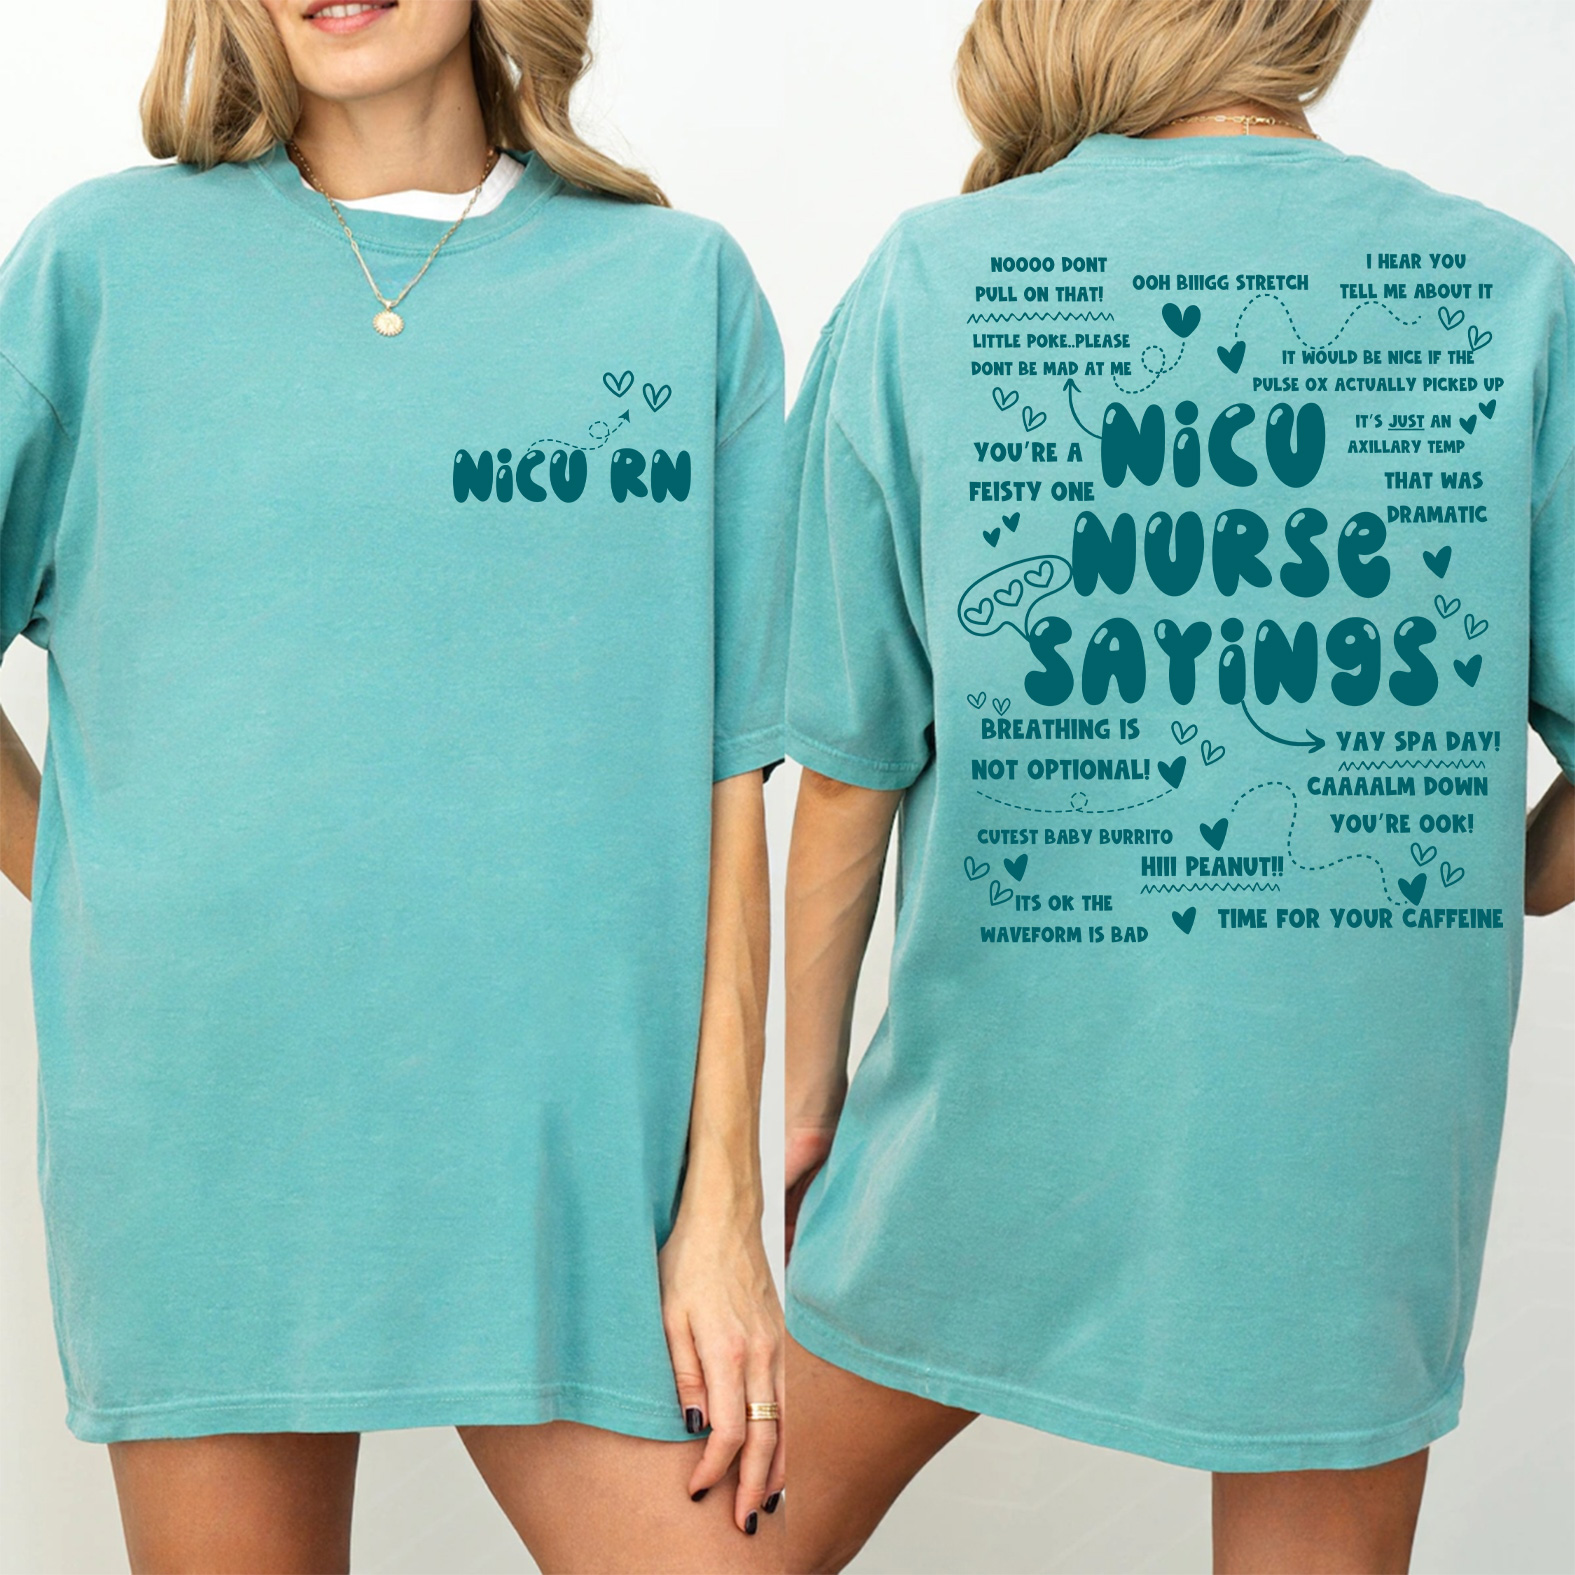 NiCU RN
NOOOO DONT
PULL ON THAT!
OOH BIIIGG STRETCH
I HEAR YOU
TELL ME ABOUT IT
LITTLE POKE..PLEASE
DONT BE MAD AT ME
IT WOULD BE NICE IF THE
PULSE OX ACTUALLY PICKED UP
YOU'RE A
FEISTY ONE
IT'S JUST AN
AXILLARY TEMP
THAT WAS
DRAMATIC
NiCU
NURSe
SAYiNgS
BREATHING IS
NOT OPTIONAL!
YAY SPA DAY!
CAAAALM DOWN
YOU'RE OOK!
CUTEST BABY BURRITO
HIII PEANUT!!
ITS OK THE
WAVEFORM IS BAD
TIME FOR YOUR CAFFEINE